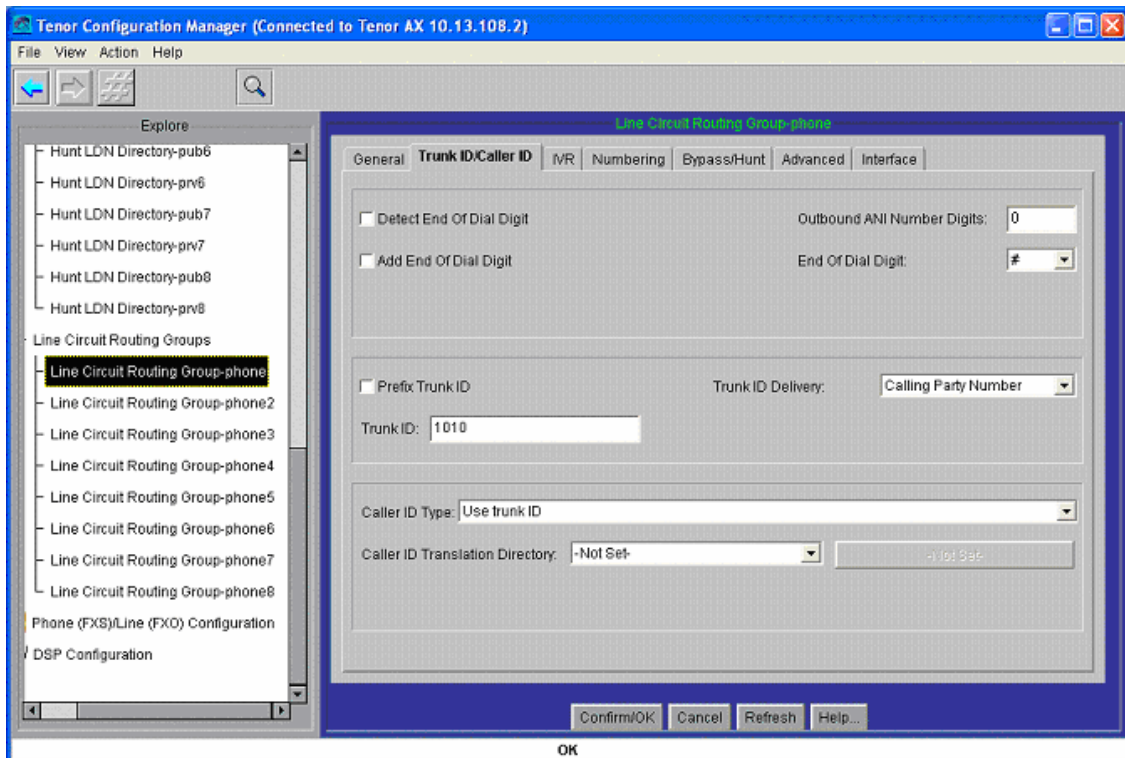 Tenor Configuration Manager (Connected to Tenor AX 10.13.108.2)
File View Action Help
Explore
Hunt LDN Directory-pub6
Hunt LDN Directory-prv6
Hunt LDN Directory-pub7
Hunt LDN Directory-prv7
Hunt LDN Directory-pub8
Hunt LDN Directory-prv8
Line Circuit Routing Groups
Line Circuit Routing Group-phone
Line Circuit Routing Group-phone2
Line Circuit Routing Group-phone3
Line Circuit Routing Group-phone4
Line Circuit Routing Group-phone5
Line Circuit Routing Group-phone6
Line Circuit Routing Group-phone7
Line Circuit Routing Group-phone8
Phone (FXS)/Line (FXO) Configuration
DSP Configuration
Line Circuit Routing Group-phone
General Trunk ID/Caller ID IVR Numbering Bypass/Hunt Advanced Interface
Detect End Of Dial Digit Outbound ANI Number Digits: 0
Add End Of Dial Digit End Of Dial Digit: #
Prefix Trunk ID Trunk ID Delivery: Calling Party Number
Trunk ID: 1010
Caller ID Type: Use trunk ID
Caller ID Translation Directory: -Not Set- -Not Set-
Confirm/OK Cancel Refresh Help...
OK